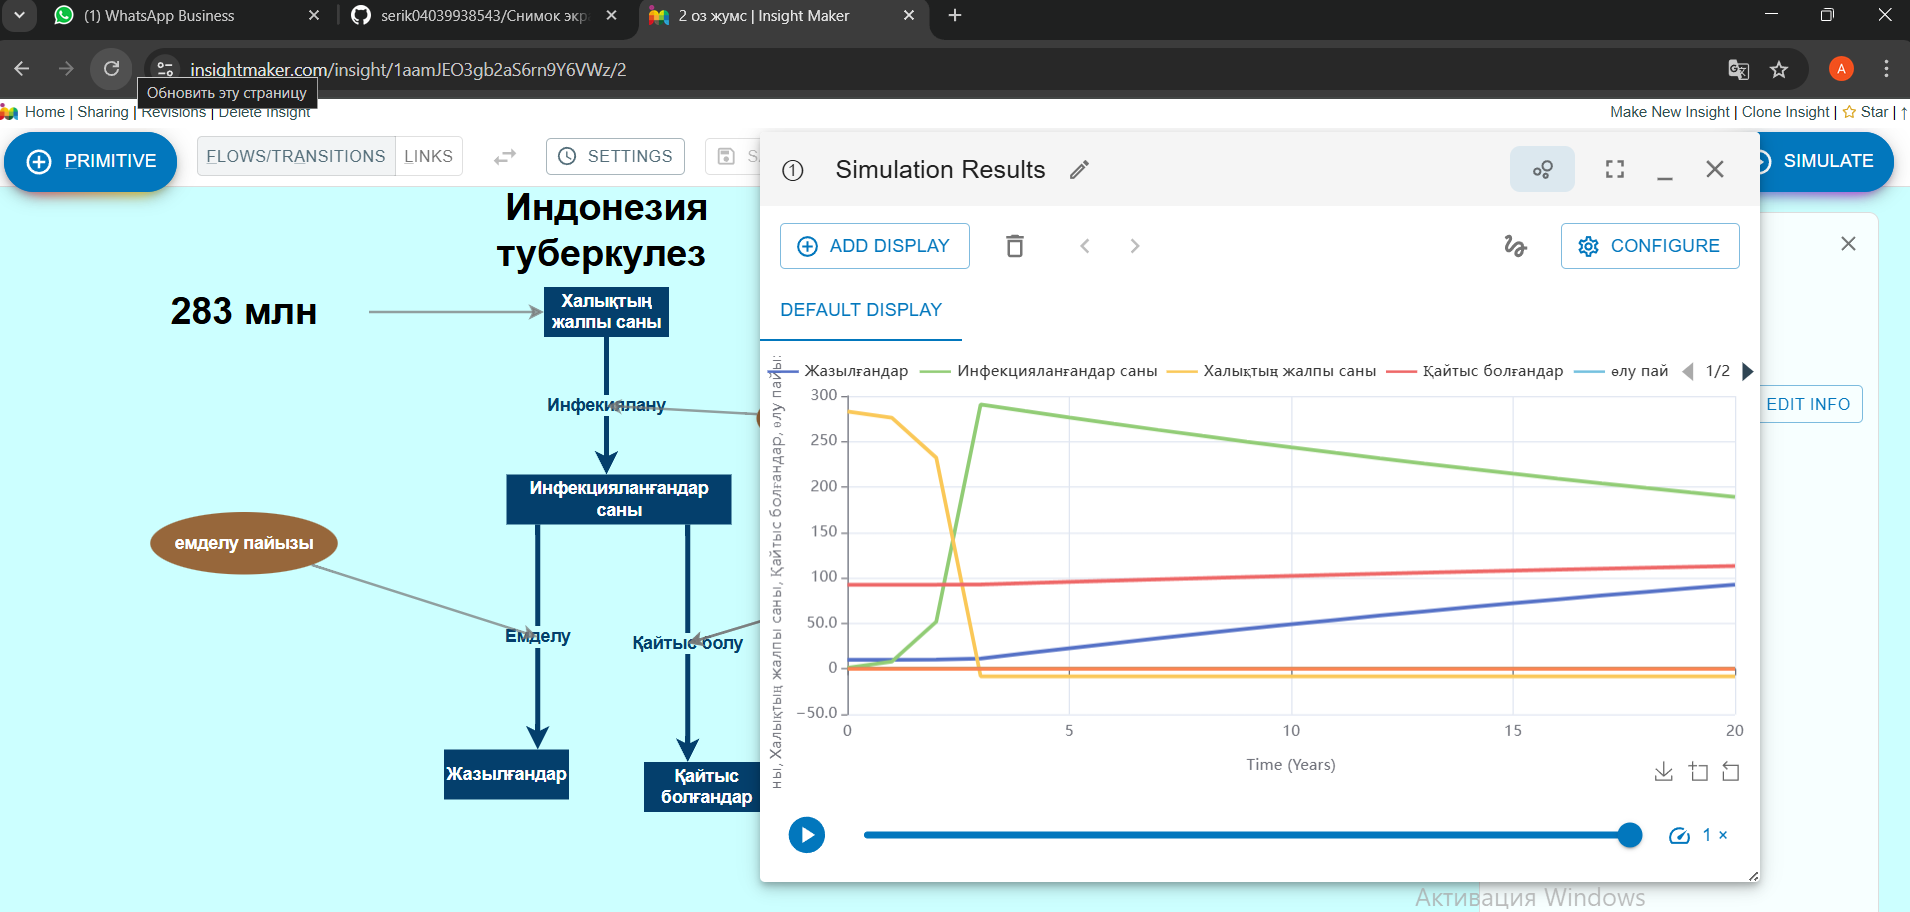 (1) WhatsApp Business
serik04039938543/Снимок экр
2 оз жумс | Insight Maker
insightmaker.com/insight/1aamJEO3gb2aS6rn9Y6VWz/2
A
Обновить эту страницу
Home | Sharing | Revisions | Delete Insight
Make New Insight | Clone Insight | Star |
PRIMITIVE
FLOWS/TRANSITIONS
LINKS
SETTINGS
Simulation Results
SIMULATE
Индонезия
туберкулез
283 млн
Халықтың
жалпы саны
Инфекциялану
Инфекцияланғандар
саны
емделу пайызы
Емделу
Қайтыс болу
Жазылғандар
Қайтыс
болғандар
1
ADD DISPLAY
CONFIGURE
DEFAULT DISPLAY
Жазылғандар
Инфекцияланғандар саны
Халықтың жалпы саны
Қайтыс болғандар
өлу пай
1/2
ны, Халықтың жалпы саны, Қайтыс болғандар, өлу пайы:
300
250
200
150
100
50.0
0
−50.0
0
5
10
15
20
Time (Years)
1 ×
EDIT INFO
Активация Windows